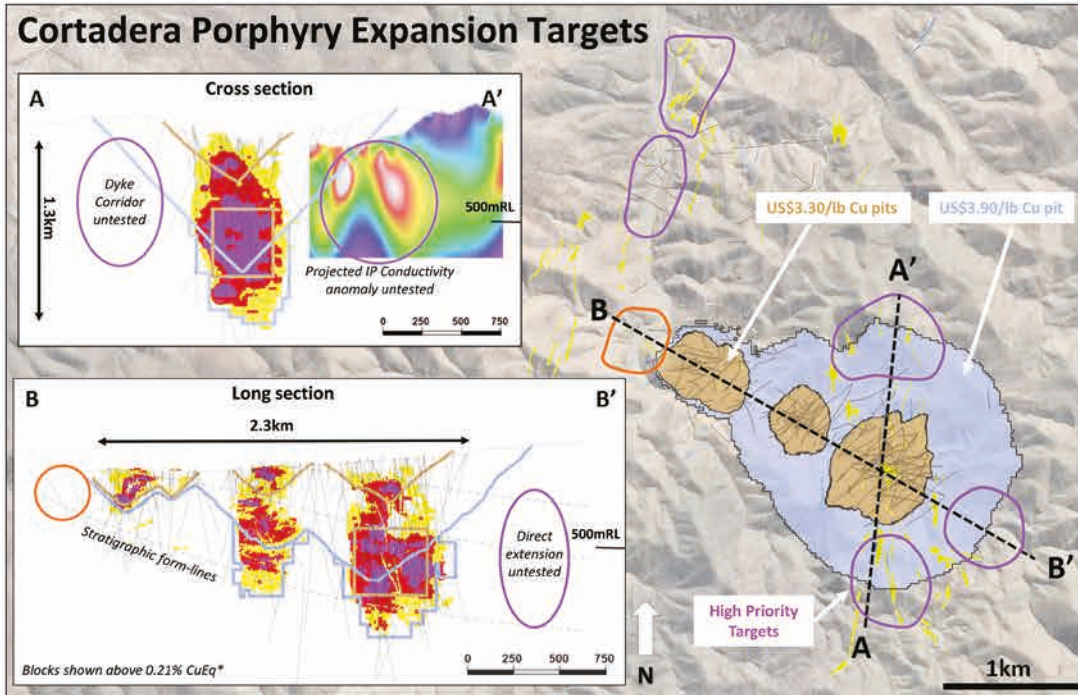 Cortadera Porphyry Expansion Targets
A
Cross section
A'
1.3km
Dyke
Corridor
untested
500mRL
Projected IP Conductivity
anomaly untested
0 250 500 750
B
Long section
B'
2.3km
Stratigraphic form-lines
Direct
extension
untested
500mRL
Blocks shown above 0.21% CuEq*
0 250 500 750
US$3.30/lb Cu pits
US$3.90/lb Cu pit
A'
B
B'
High Priority
Targets
A
N
1km